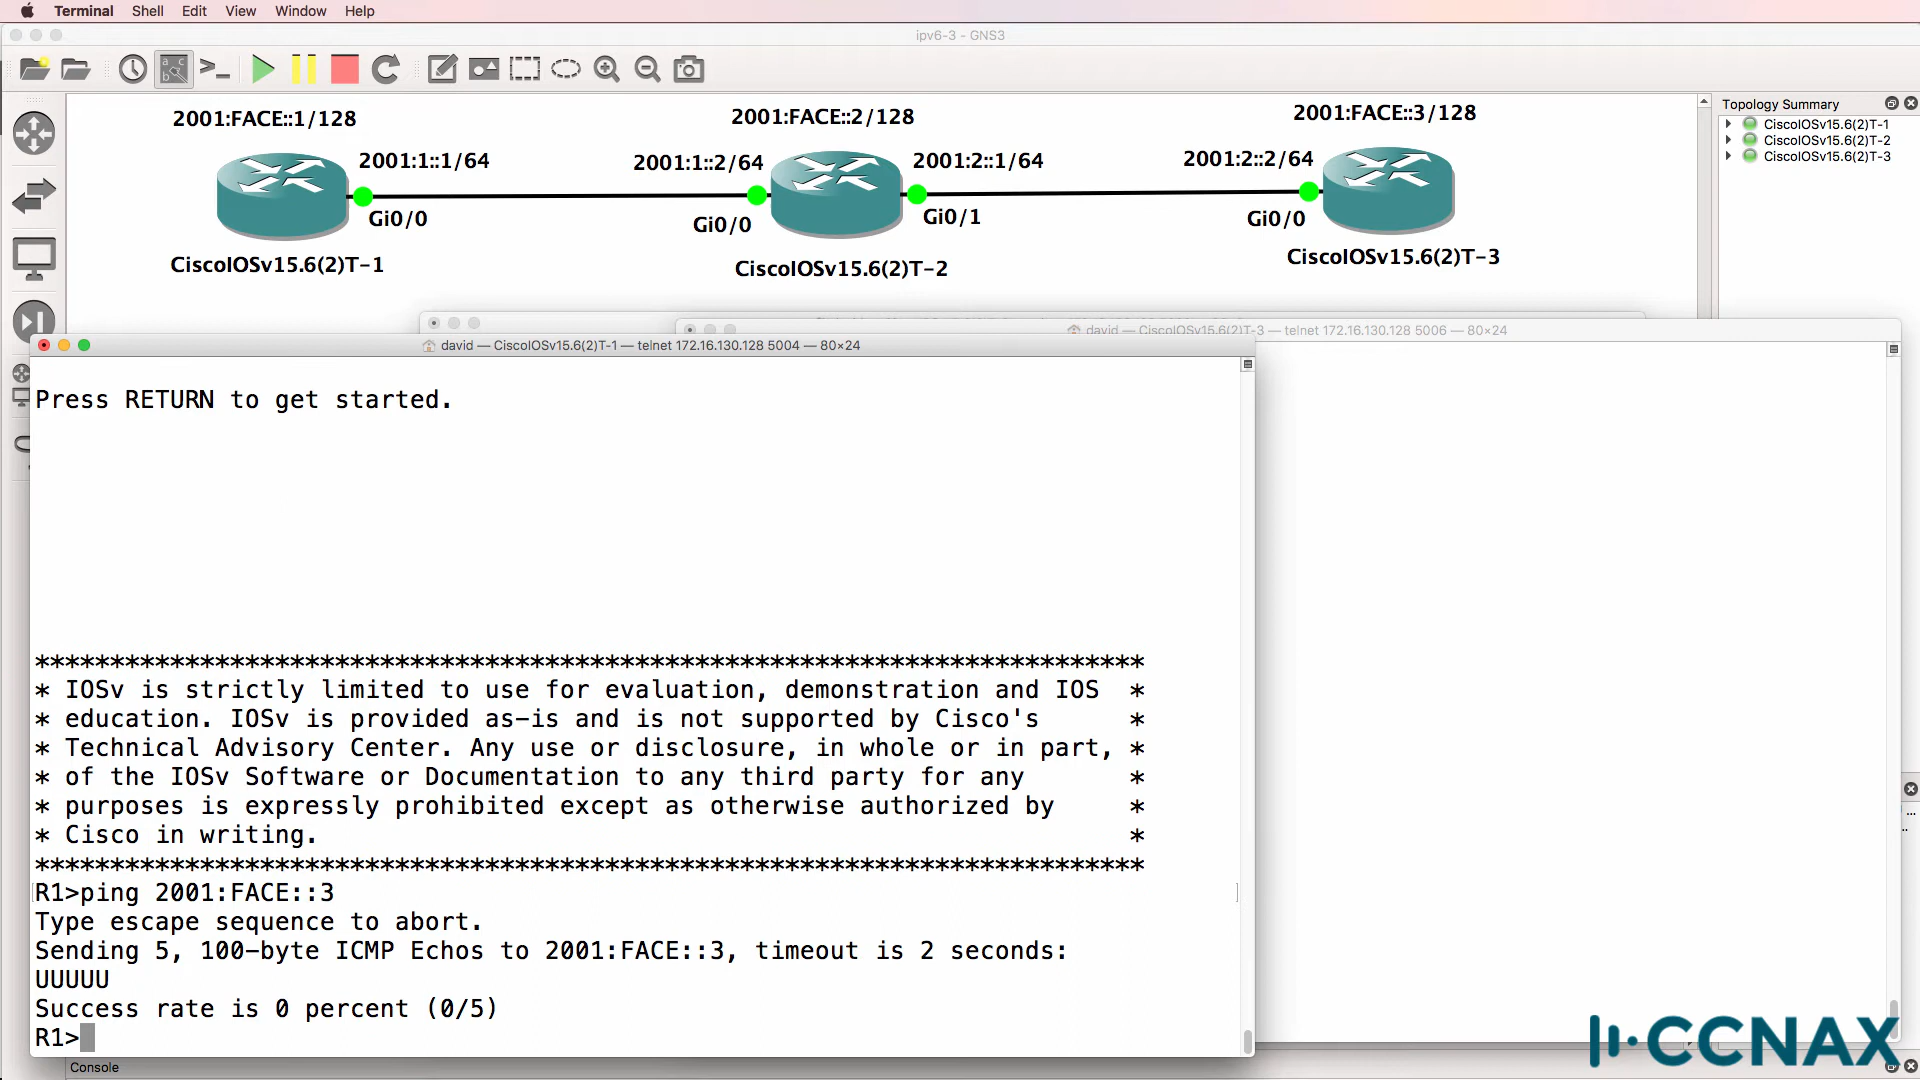 Terminal Shell Edit View Window Help
ipv6-3 - GNS3
2001:FACE::1/128
2001:FACE::2/128
2001:FACE::3/128
Topology Summary
CiscoIOSv15.6(2)T-1
CiscoIOSv15.6(2)T-2
CiscoIOSv15.6(2)T-3
2001:1::1/64
2001:1::2/64
2001:2::1/64
2001:2::2/64
Gi0/0
Gi0/0
Gi0/1
Gi0/0
CiscoIOSv15.6(2)T-1
CiscoIOSv15.6(2)T-2
CiscoIOSv15.6(2)T-3
david — CiscoIOSv15.6(2)T-3 — telnet 172.16.130.128 5006 — 80×24
david — CiscoIOSv15.6(2)T-1 — telnet 172.16.130.128 5004 — 80×24
Press RETURN to get started.
**************************************************************************
* IOSv is strictly limited to use for evaluation, demonstration and IOS  *
* education. IOSv is provided as-is and is not supported by Cisco's      *
* Technical Advisory Center. Any use or disclosure, in whole or in part, *
* of the IOSv Software or Documentation to any third party for any       *
* purposes is expressly prohibited except as otherwise authorized by     *
* Cisco in writing.                                                      *
**************************************************************************
R1>ping 2001:FACE::3
Type escape sequence to abort.
Sending 5, 100-byte ICMP Echos to 2001:FACE::3, timeout is 2 seconds:
UUUUU
Success rate is 0 percent (0/5)
R1>
Console
CCNAX